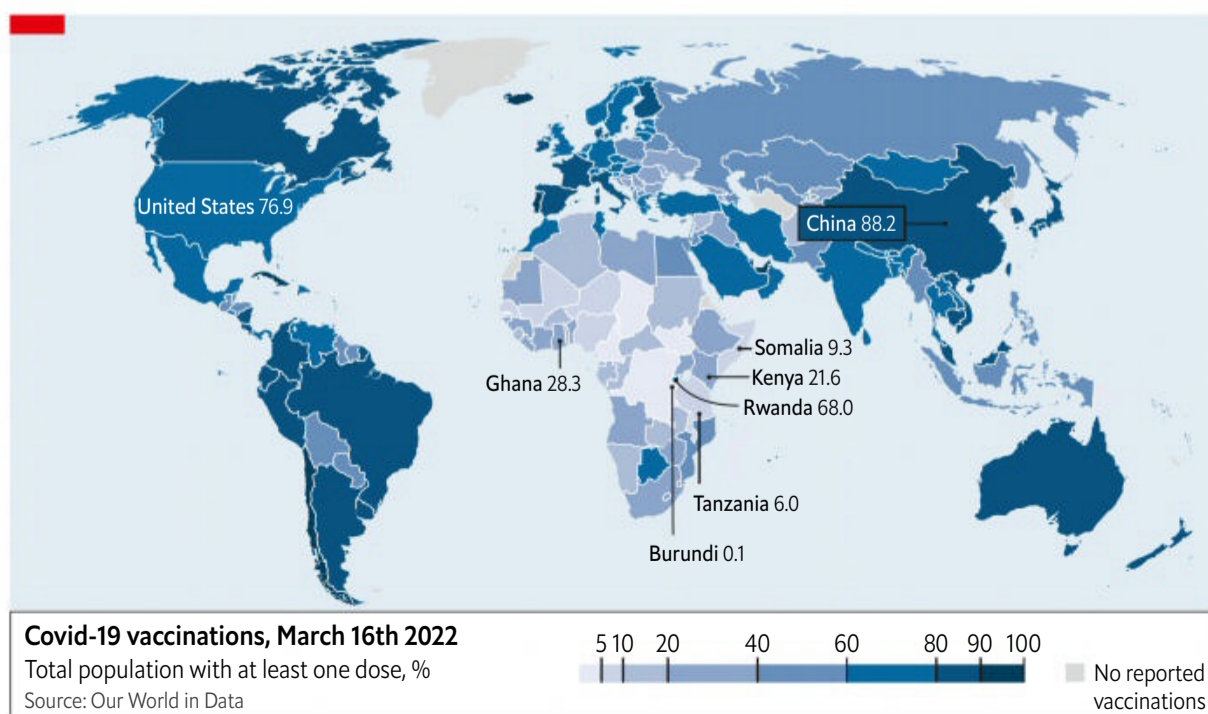 United States 76.9
China 88.2
Somalia 9.3
Ghana 28.3
Kenya 21.6
Rwanda 68.0
Tanzania 6.0
Burundi 0.1
Covid-19 vaccinations, March 16th 2022
Total population with at least one dose, %
Source: Our World in Data
5 10 20 40 60 80 90 100
No reported
vaccinations